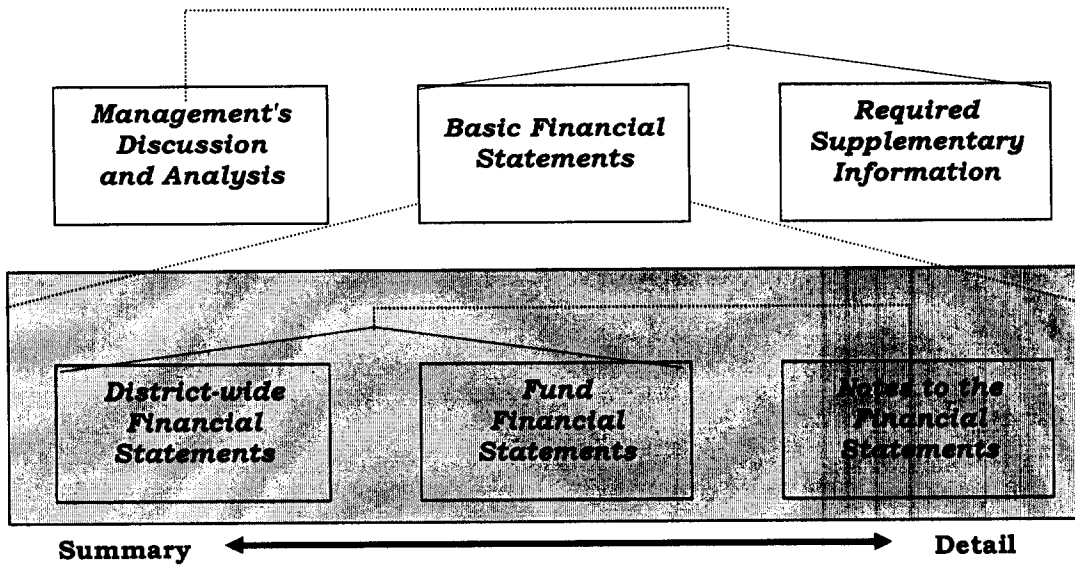 Management's
Discussion
and Analysis
Basic Financial
Statements
Required
Supplementary
Information
District-wide
Financial
Statements
Fund
Financial
Statements
Notes to the
Financial
Statements
Summary
Detail